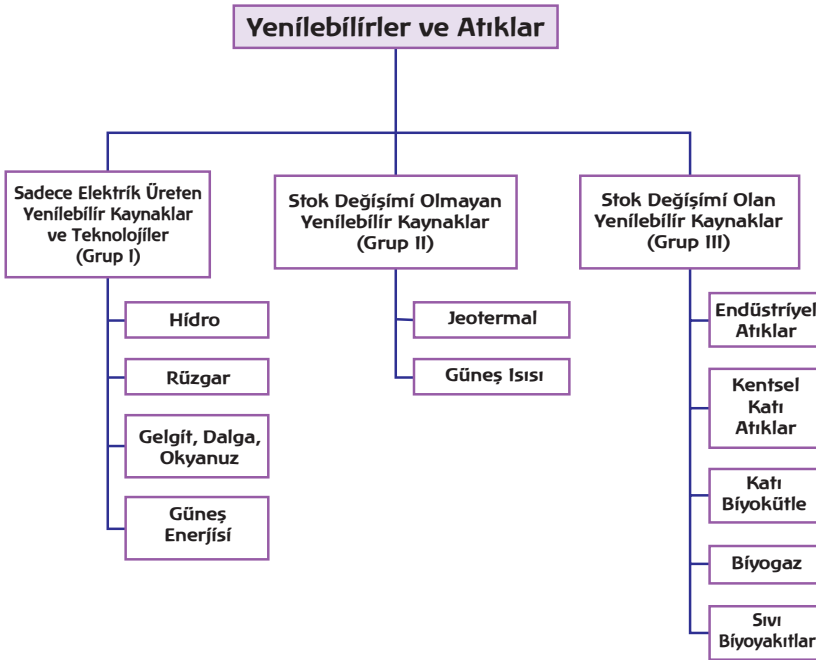 Yenilebilirler ve Atıklar
Sadece Elektrik Üreten
Yenilebilir Kaynaklar
ve Teknolojiler
(Grup I)
Hidro
Rüzgar
Gelgit, Dalga,
Okyanuz
Güneş
Enerjisi
Stok Değişimi Olmayan
Yenilebilir Kaynaklar
(Grup II)
Jeotermal
Güneş Isısı
Stok Değişimi Olan
Yenilebilir Kaynaklar
(Grup III)
Endüstriyel
Atıklar
Kentsel
Katı
Atıklar
Katı
Biyokütle
Biyogaz
Sıvı
Biyoyakıtlar